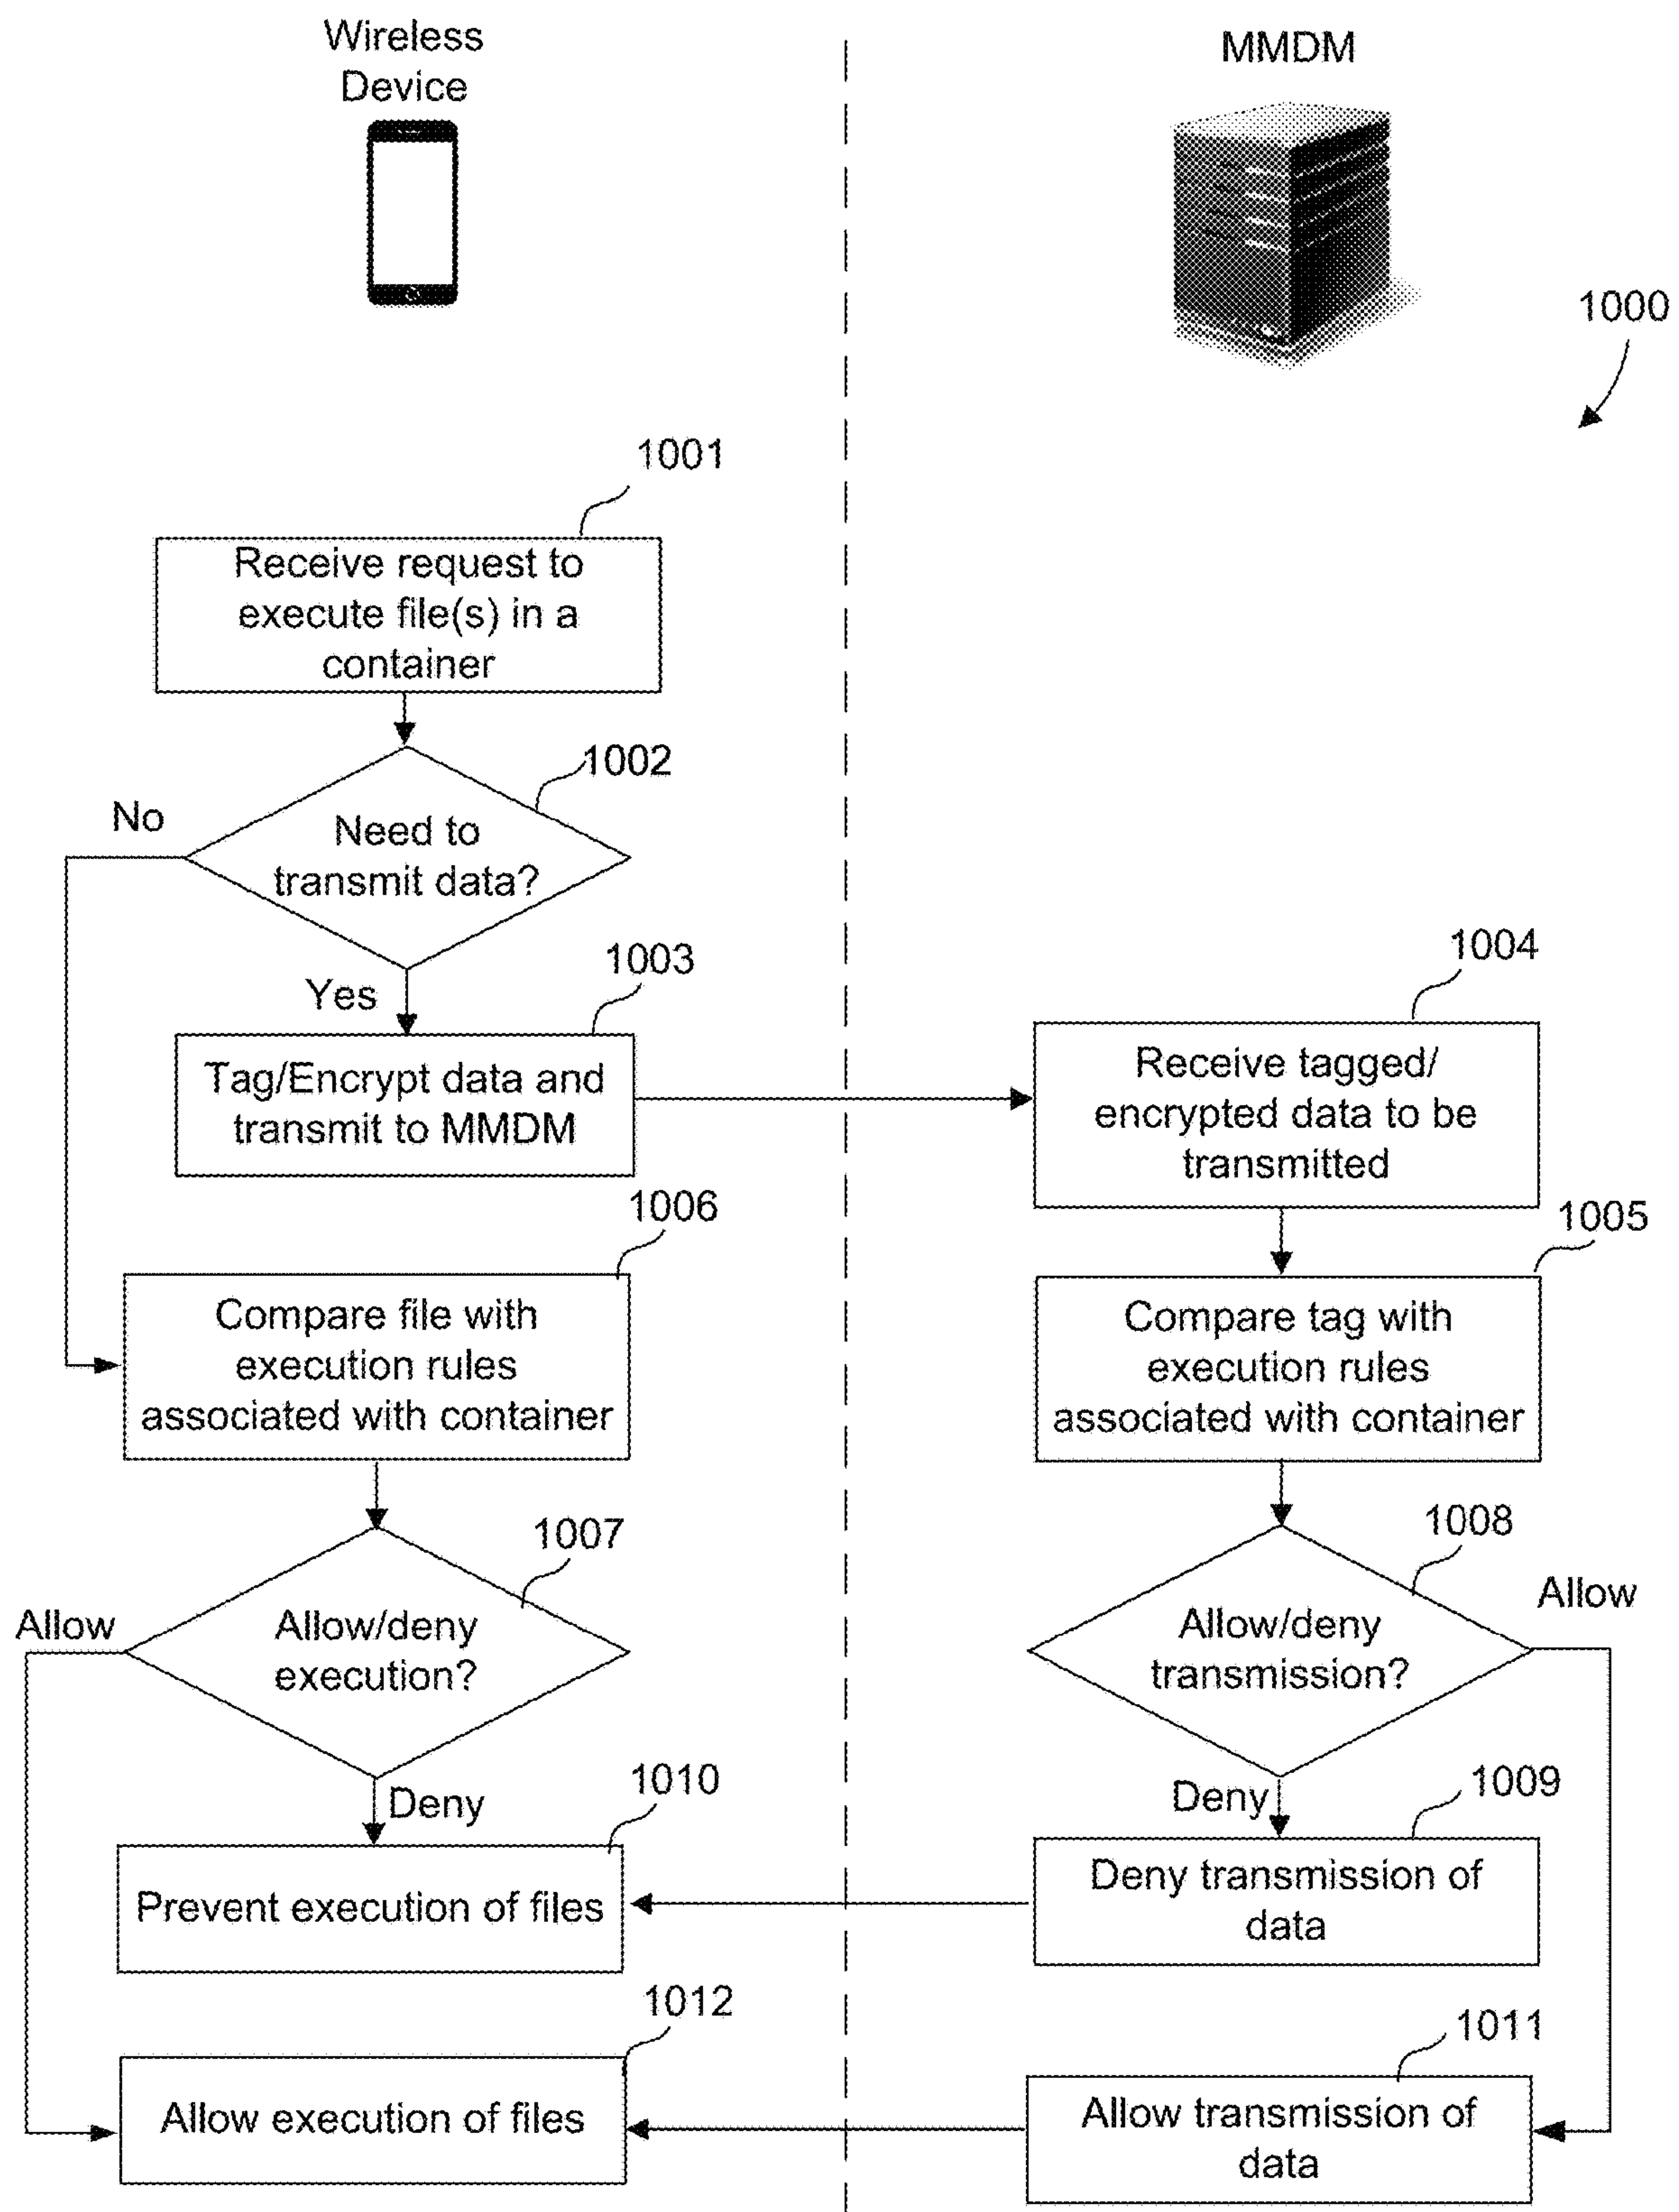 Wireless
Device
MMDM
1000
1001
Receive request to
execute file(s) in a
container
1002
No
Need to
transmit data?
Yes
1003
Tag/Encrypt data and
transmit to MMDM
1004
Receive tagged/
encrypted data to be
transmitted
1005
Compare tag with
execution rules
associated with container
1006
Compare file with
execution rules
associated with container
1007
Allow
Allow/deny
execution?
Deny
1008
Allow
Allow/deny
transmission?
Deny
1009
Deny transmission of
data
1010
Prevent execution of files
1012
Allow execution of files
1011
Allow transmission of
data